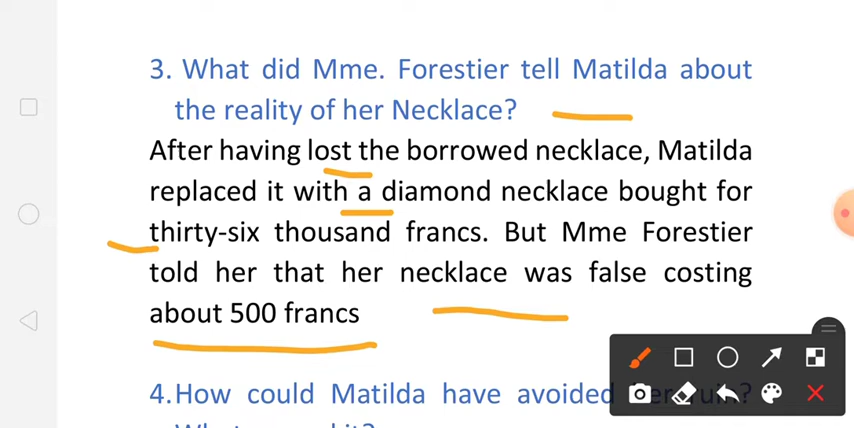 3. What did Mme. Forestier tell Matilda about
the reality of her Necklace?
After having lost the borrowed necklace, Matilda
replaced it with a diamond necklace bought for
thirty-six thousand francs. But Mme Forestier
told her that her necklace was false costing
about 500 francs
4.How could Matilda have avoided her ruin?